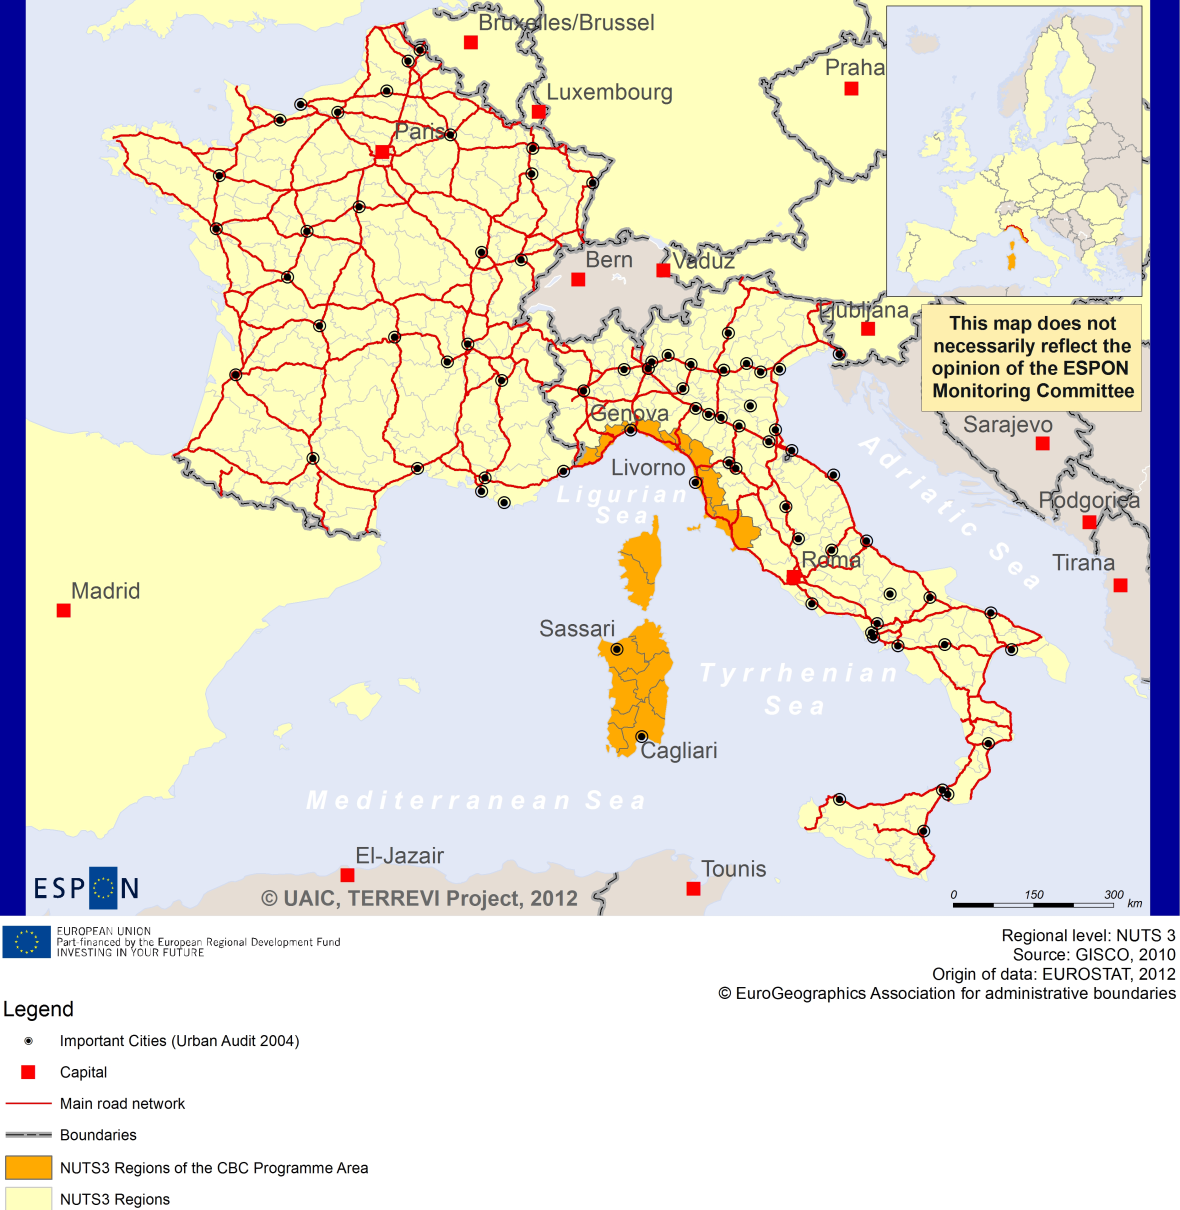 Bruxelles/Brussel
Praha
Luxembourg
Paris
Bern
Vaduz
Ljubljana
This map does not
necessarily reflect the
opinion of the ESPON
Monitoring Committee
Genova
Sarajevo
Adriatic Sea
Livorno
Ligurian
Sea
Podgorica
Roma
Tirana
Madrid
Sassari
Tyrrhenian
Sea
Cagliari
Mediterranean Sea
El-Jazair
Tounis
ESPON
© UAIC, TERREVI Project, 2012
0 150 300
km
EUROPEAN UNION
Part-financed by the European Regional Development Fund
INVESTING IN YOUR FUTURE
Regional level: NUTS 3
Source: GISCO, 2010
Origin of data: EUROSTAT, 2012
© EuroGeographics Association for administrative boundaries
Legend
Important Cities (Urban Audit 2004)
Capital
Main road network
Boundaries
NUTS3 Regions of the CBC Programme Area
NUTS3 Regions